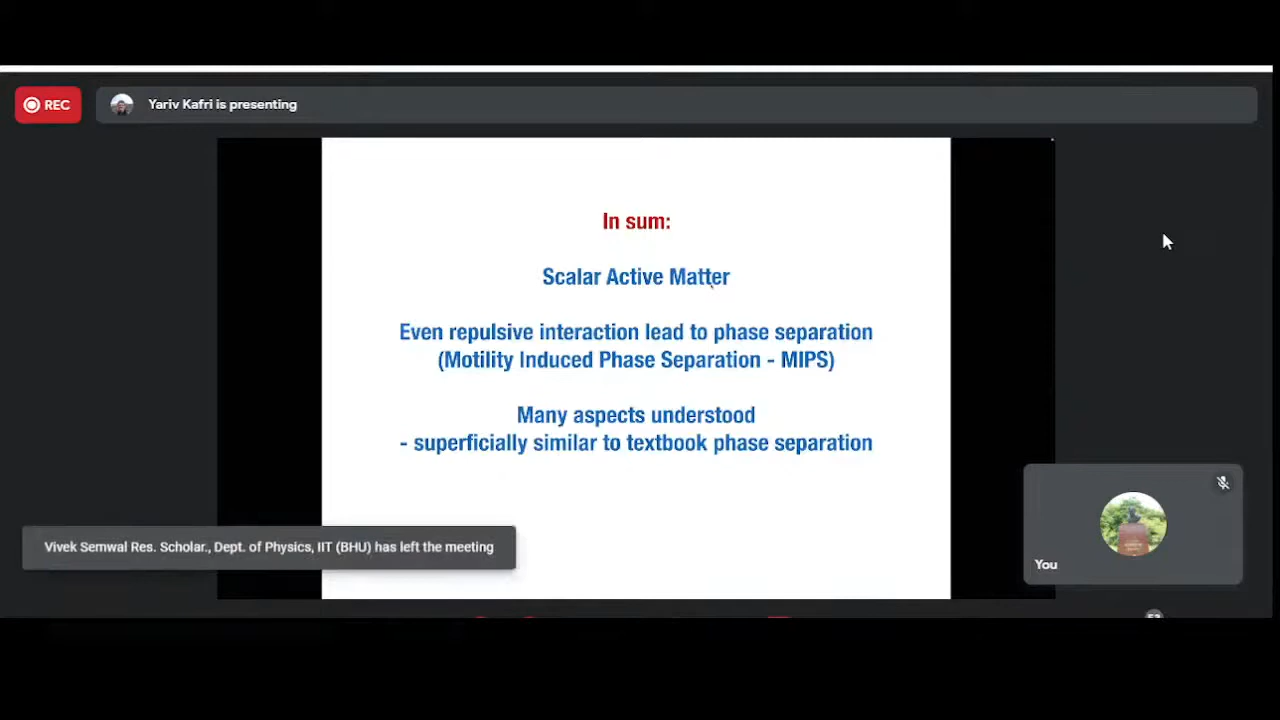 REC
Yariv Kafri is presenting
In sum:
Scalar Active Matter
Even repulsive interaction lead to phase separation
(Motility Induced Phase Separation - MIPS)
Many aspects understood
- superficially similar to textbook phase separation
Vivek Semwal Res. Scholar., Dept. of Physics, IIT (BHU) has left the meeting
You